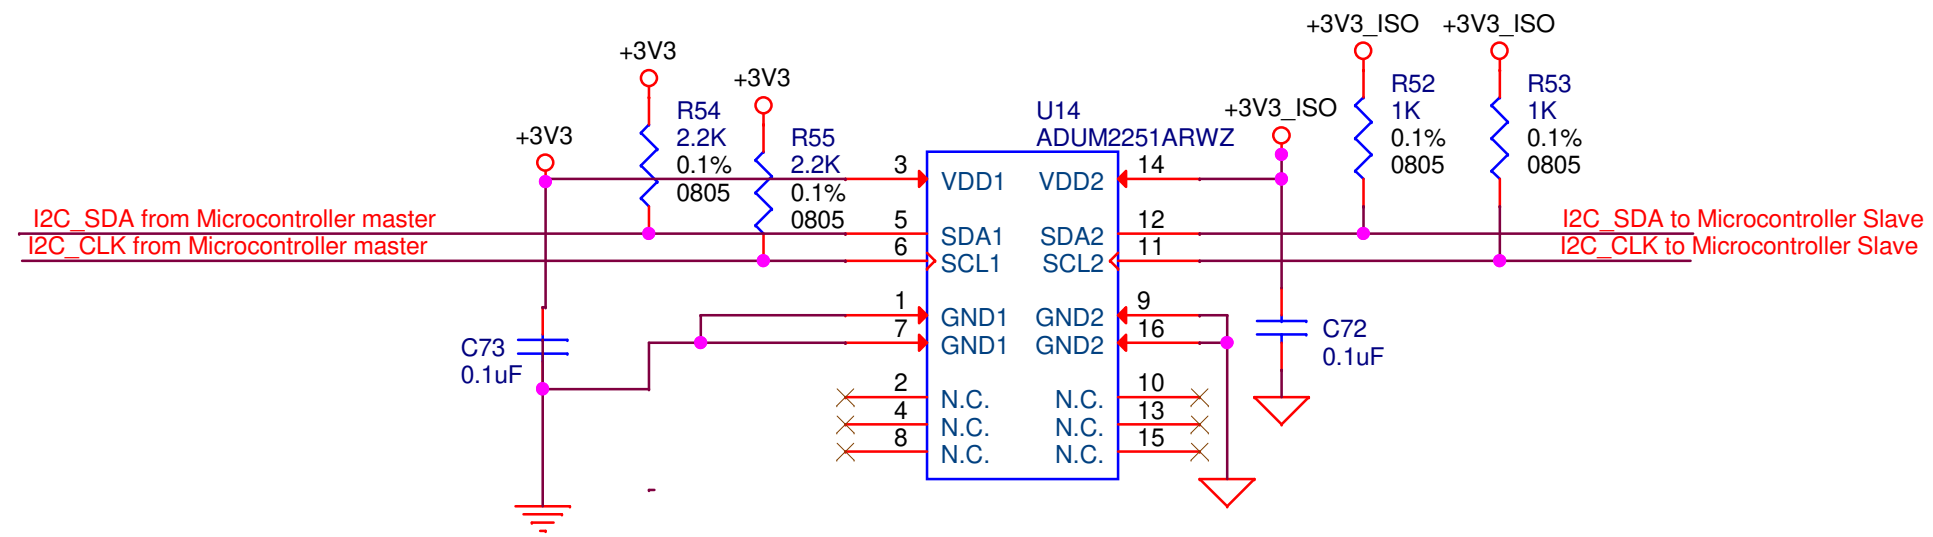 +3V3_ISO
+3V3_ISO
+3V3
+3V3
R52
1K
0.1%
0805
R53
1K
0.1%
0805
R54
2.2K
0.1%
0805
+3V3_ISO
U14
ADUM2251ARWZ
+3V3
R55
2.2K
0.1%
0805
3
VDD1
VDD2
14
I2C_SDA from Microcontroller master
5
SDA1
SDA2
12
I2C_SDA to Microcontroller Slave
I2C_CLK from Microcontroller master
6
SCL1
SCL2
11
I2C_CLK to Microcontroller Slave
1
GND1
GND2
9
7
GND1
GND2
16
C73
0.1uF
C72
0.1uF
2
N.C.
N.C.
10
4
N.C.
N.C.
13
8
N.C.
N.C.
15